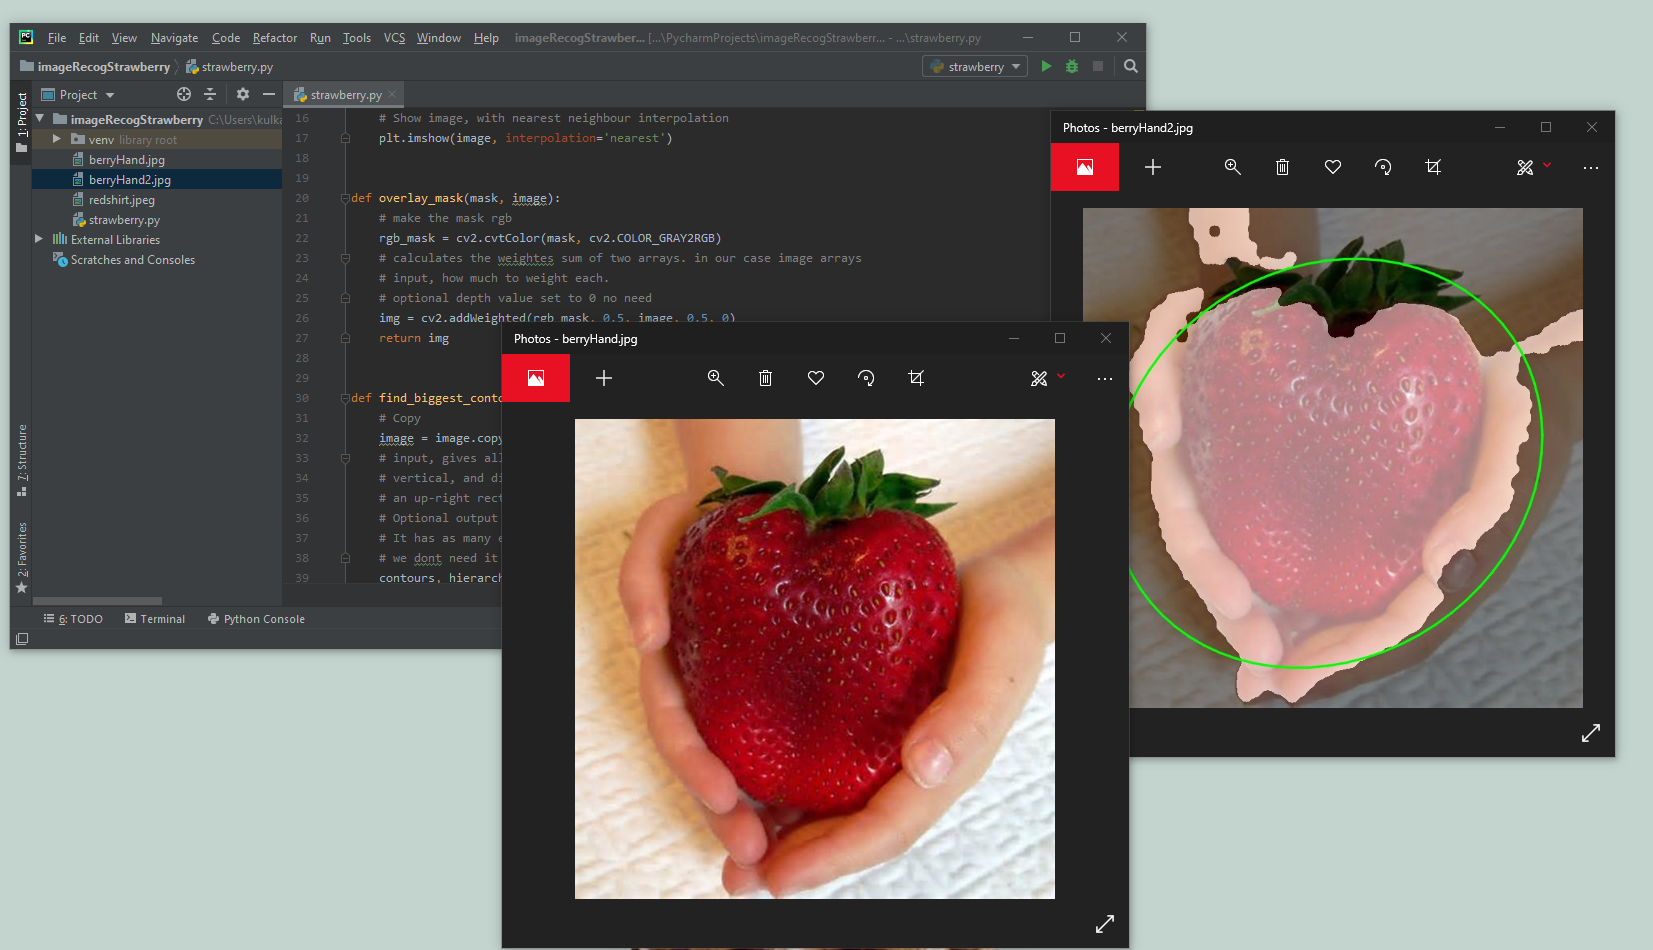 PC File Edit View Navigate Code Refactor Run Tools VCS Window Help imageRecogStrawber... [...\PycharmProjects\imageRecogStrawberr... - ...\strawberry.py
imageRecogStrawberry strawberry.py strawberry
1: Project
Project
imageRecogStrawberry C:\Users\kulka
venv library root
berryHand.jpg
berryHand2.jpg
redshirt.jpeg
strawberry.py
External Libraries
Scratches and Consoles
7: Structure
2: Favorites
strawberry.py
16 # Show image, with nearest neighbour interpolation
17 plt.imshow(image, interpolation='nearest')
18
19
20 def overlay_mask(mask, image):
21 # make the mask rgb
22 rgb_mask = cv2.cvtColor(mask, cv2.COLOR_GRAY2RGB)
23 # calculates the weightes sum of two arrays. in our case image arrays
24 # input, how much to weight each.
25 # optional depth value set to 0 no need
26 img = cv2.addWeighted(rgb_mask, 0.5, image, 0.5, 0)
27 return img
28
29
30 def find_biggest_conto
31 # Copy
32 image = image.copy
33 # input, gives all
34 # vertical, and di
35 # an up-right rect
36 # Optional output
37 # It has as many e
38 # we dont need it
39 contours, hierarch
6: TODO Terminal Python Console
Photos - berryHand.jpg
Photos - berryHand2.jpg